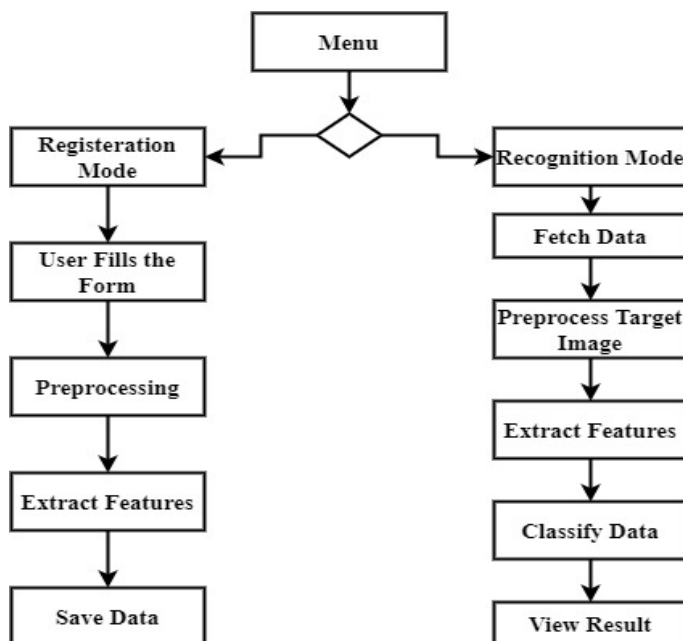 Menu
Registeration
Mode
User Fills the
Form
Preprocessing
Extract Features
Save Data
Recognition Mode
Fetch Data
Preprocess Target
Image
Extract Features
Classify Data
View Result